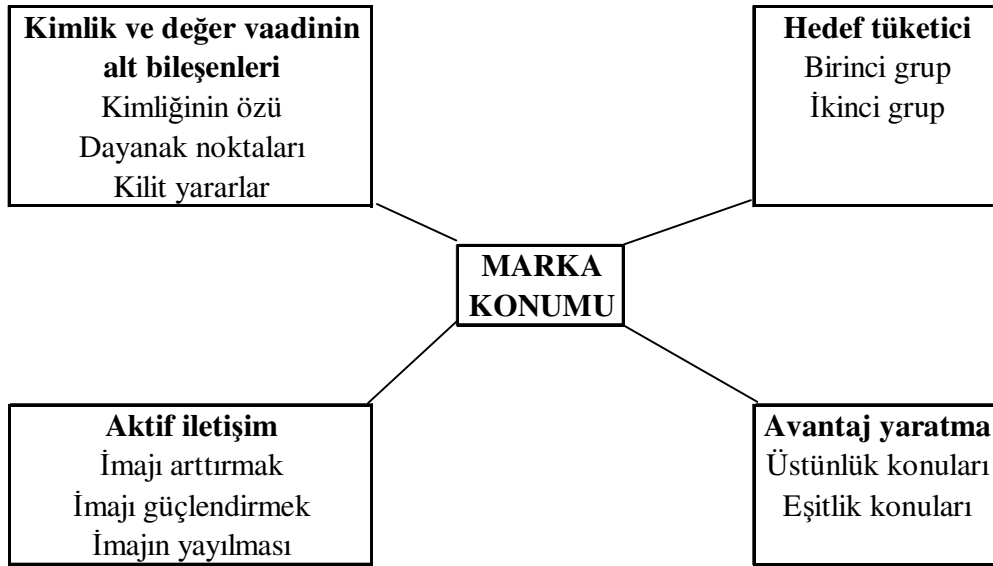 Kimlik ve değer vaadinin
alt bileşenleri
Kimliğinin özü
Dayanak noktaları
Kilit yararlar
Hedef tüketici
Birinci grup
İkinci grup
MARKA
KONUMU
Aktif iletişim
İmajı arttırmak
İmajı güçlendirmek
İmajın yayılması
Avantaj yaratma
Üstünlük konuları
Eşitlik konuları